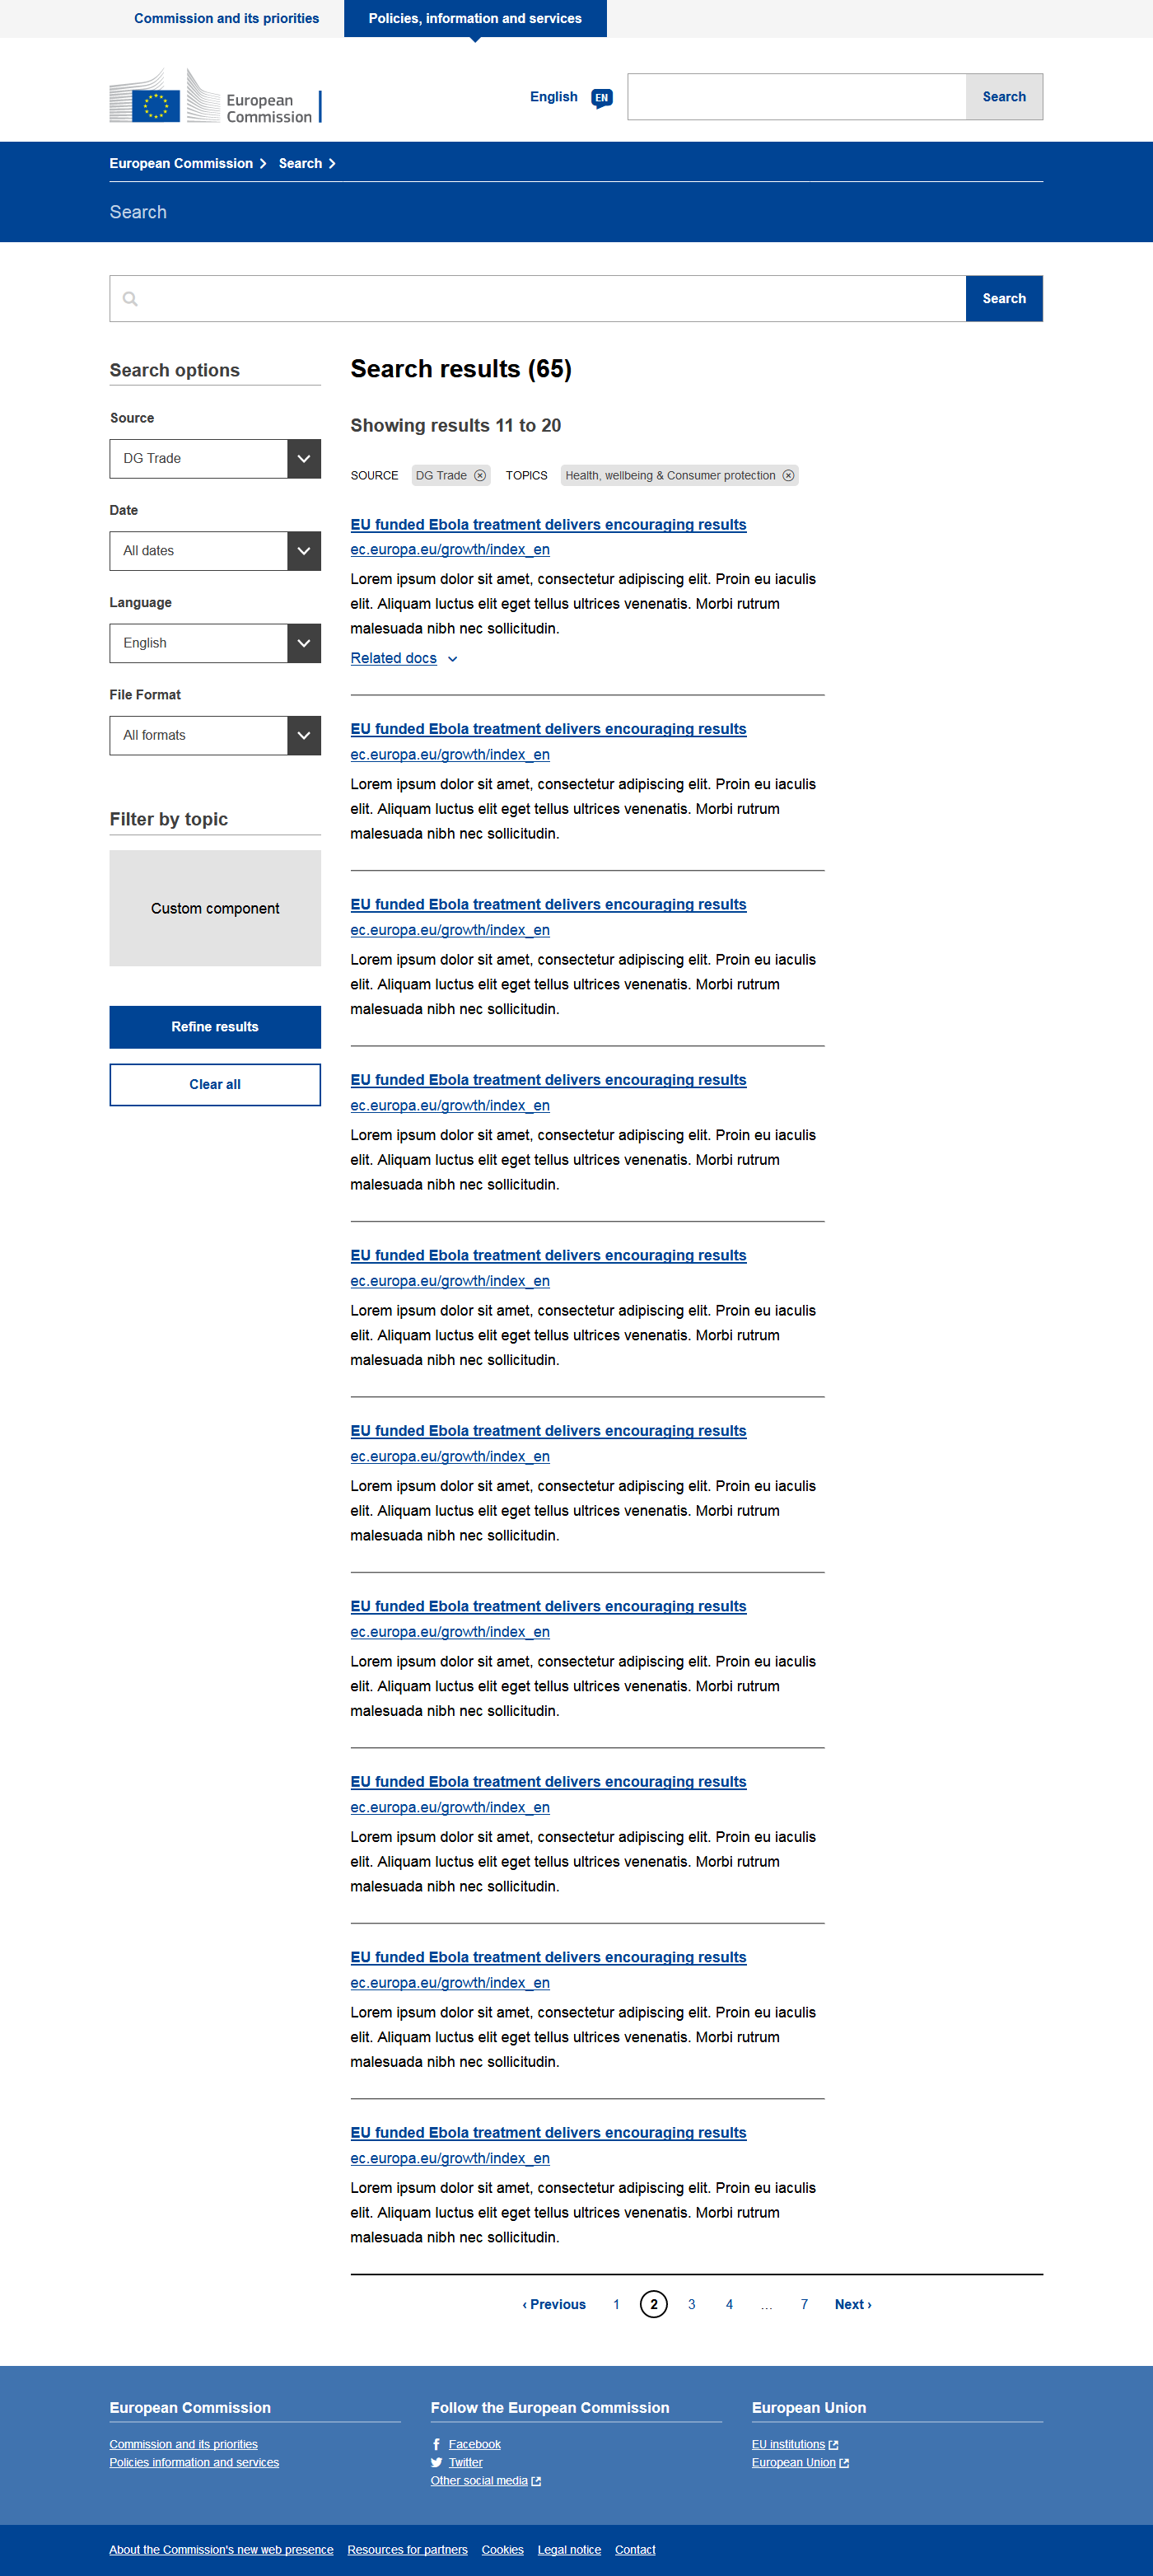 Commission and its priorities
Policies, information and services
European
Commission
English
EN
Search
European Commission
Search
Search
Search
Search options
Source
DG Trade
Date
All dates
Language
English
File Format
All formats
Filter by topic
Custom component
Refine results
Clear all
Search results (65)
Showing results 11 to 20
SOURCE DG Trade TOPICS Health, wellbeing & Consumer protection
EU funded Ebola treatment delivers encouraging results
ec.europa.eu/growth/index_en
Lorem ipsum dolor sit amet, consectetur adipiscing elit. Proin eu iaculis
elit. Aliquam luctus elit eget tellus ultrices venenatis. Morbi rutrum
malesuada nibh nec sollicitudin.
Related docs
EU funded Ebola treatment delivers encouraging results
ec.europa.eu/growth/index_en
Lorem ipsum dolor sit amet, consectetur adipiscing elit. Proin eu iaculis
elit. Aliquam luctus elit eget tellus ultrices venenatis. Morbi rutrum
malesuada nibh nec sollicitudin.
EU funded Ebola treatment delivers encouraging results
ec.europa.eu/growth/index_en
Lorem ipsum dolor sit amet, consectetur adipiscing elit. Proin eu iaculis
elit. Aliquam luctus elit eget tellus ultrices venenatis. Morbi rutrum
malesuada nibh nec sollicitudin.
EU funded Ebola treatment delivers encouraging results
ec.europa.eu/growth/index_en
Lorem ipsum dolor sit amet, consectetur adipiscing elit. Proin eu iaculis
elit. Aliquam luctus elit eget tellus ultrices venenatis. Morbi rutrum
malesuada nibh nec sollicitudin.
EU funded Ebola treatment delivers encouraging results
ec.europa.eu/growth/index_en
Lorem ipsum dolor sit amet, consectetur adipiscing elit. Proin eu iaculis
elit. Aliquam luctus elit eget tellus ultrices venenatis. Morbi rutrum
malesuada nibh nec sollicitudin.
EU funded Ebola treatment delivers encouraging results
ec.europa.eu/growth/index_en
Lorem ipsum dolor sit amet, consectetur adipiscing elit. Proin eu iaculis
elit. Aliquam luctus elit eget tellus ultrices venenatis. Morbi rutrum
malesuada nibh nec sollicitudin.
EU funded Ebola treatment delivers encouraging results
ec.europa.eu/growth/index_en
Lorem ipsum dolor sit amet, consectetur adipiscing elit. Proin eu iaculis
elit. Aliquam luctus elit eget tellus ultrices venenatis. Morbi rutrum
malesuada nibh nec sollicitudin.
EU funded Ebola treatment delivers encouraging results
ec.europa.eu/growth/index_en
Lorem ipsum dolor sit amet, consectetur adipiscing elit. Proin eu iaculis
elit. Aliquam luctus elit eget tellus ultrices venenatis. Morbi rutrum
malesuada nibh nec sollicitudin.
EU funded Ebola treatment delivers encouraging results
ec.europa.eu/growth/index_en
Lorem ipsum dolor sit amet, consectetur adipiscing elit. Proin eu iaculis
elit. Aliquam luctus elit eget tellus ultrices venenatis. Morbi rutrum
malesuada nibh nec sollicitudin.
EU funded Ebola treatment delivers encouraging results
ec.europa.eu/growth/index_en
Lorem ipsum dolor sit amet, consectetur adipiscing elit. Proin eu iaculis
elit. Aliquam luctus elit eget tellus ultrices venenatis. Morbi rutrum
malesuada nibh nec sollicitudin.
‹ Previous 1 2 3 4 ... 7 Next ›
European Commission
Commission and its priorities
Policies information and services
Follow the European Commission
Facebook
Twitter
Other social media
European Union
EU institutions
European Union
About the Commission's new web presence Resources for partners Cookies Legal notice Contact